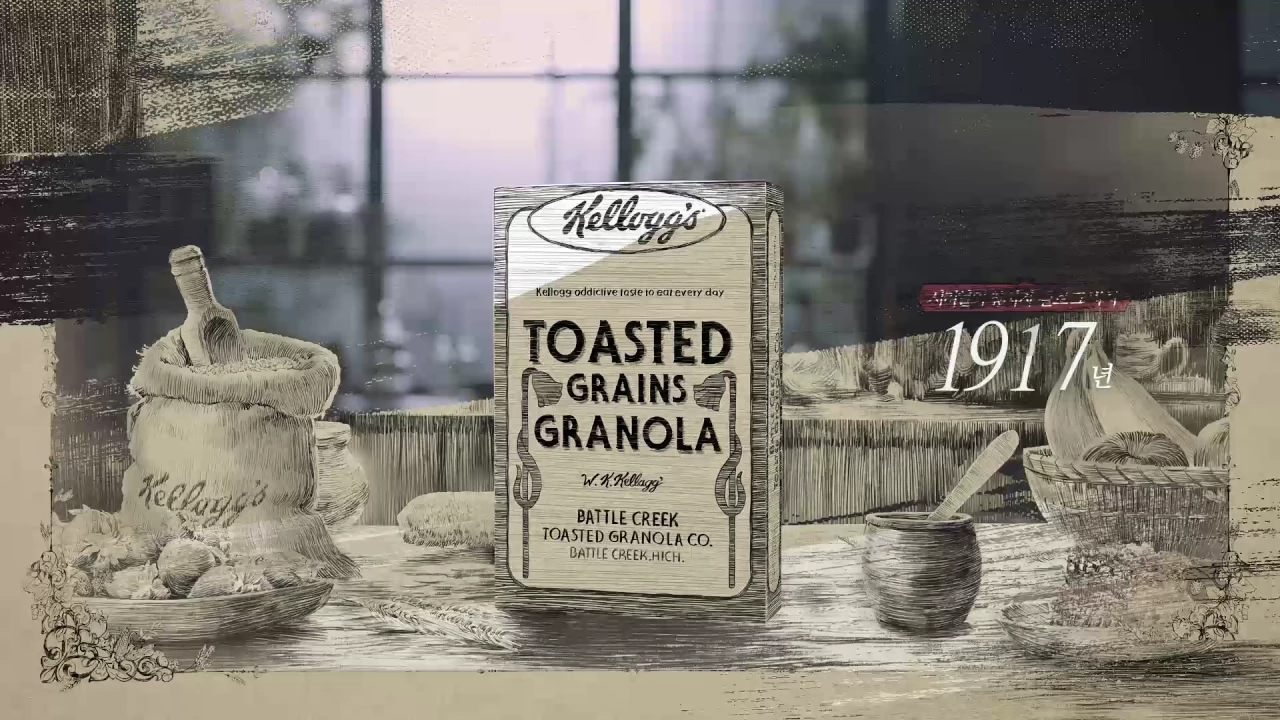 Kellogg's
Kellogg addictive taste to eat every day
TOASTED
GRAINS
GRANOLA
W.K.Kellogg's
BATTLE CREEK
TOASTED GRANOLA CO.
BATTLE CREEK.MICH.
Kellogg's
1917년